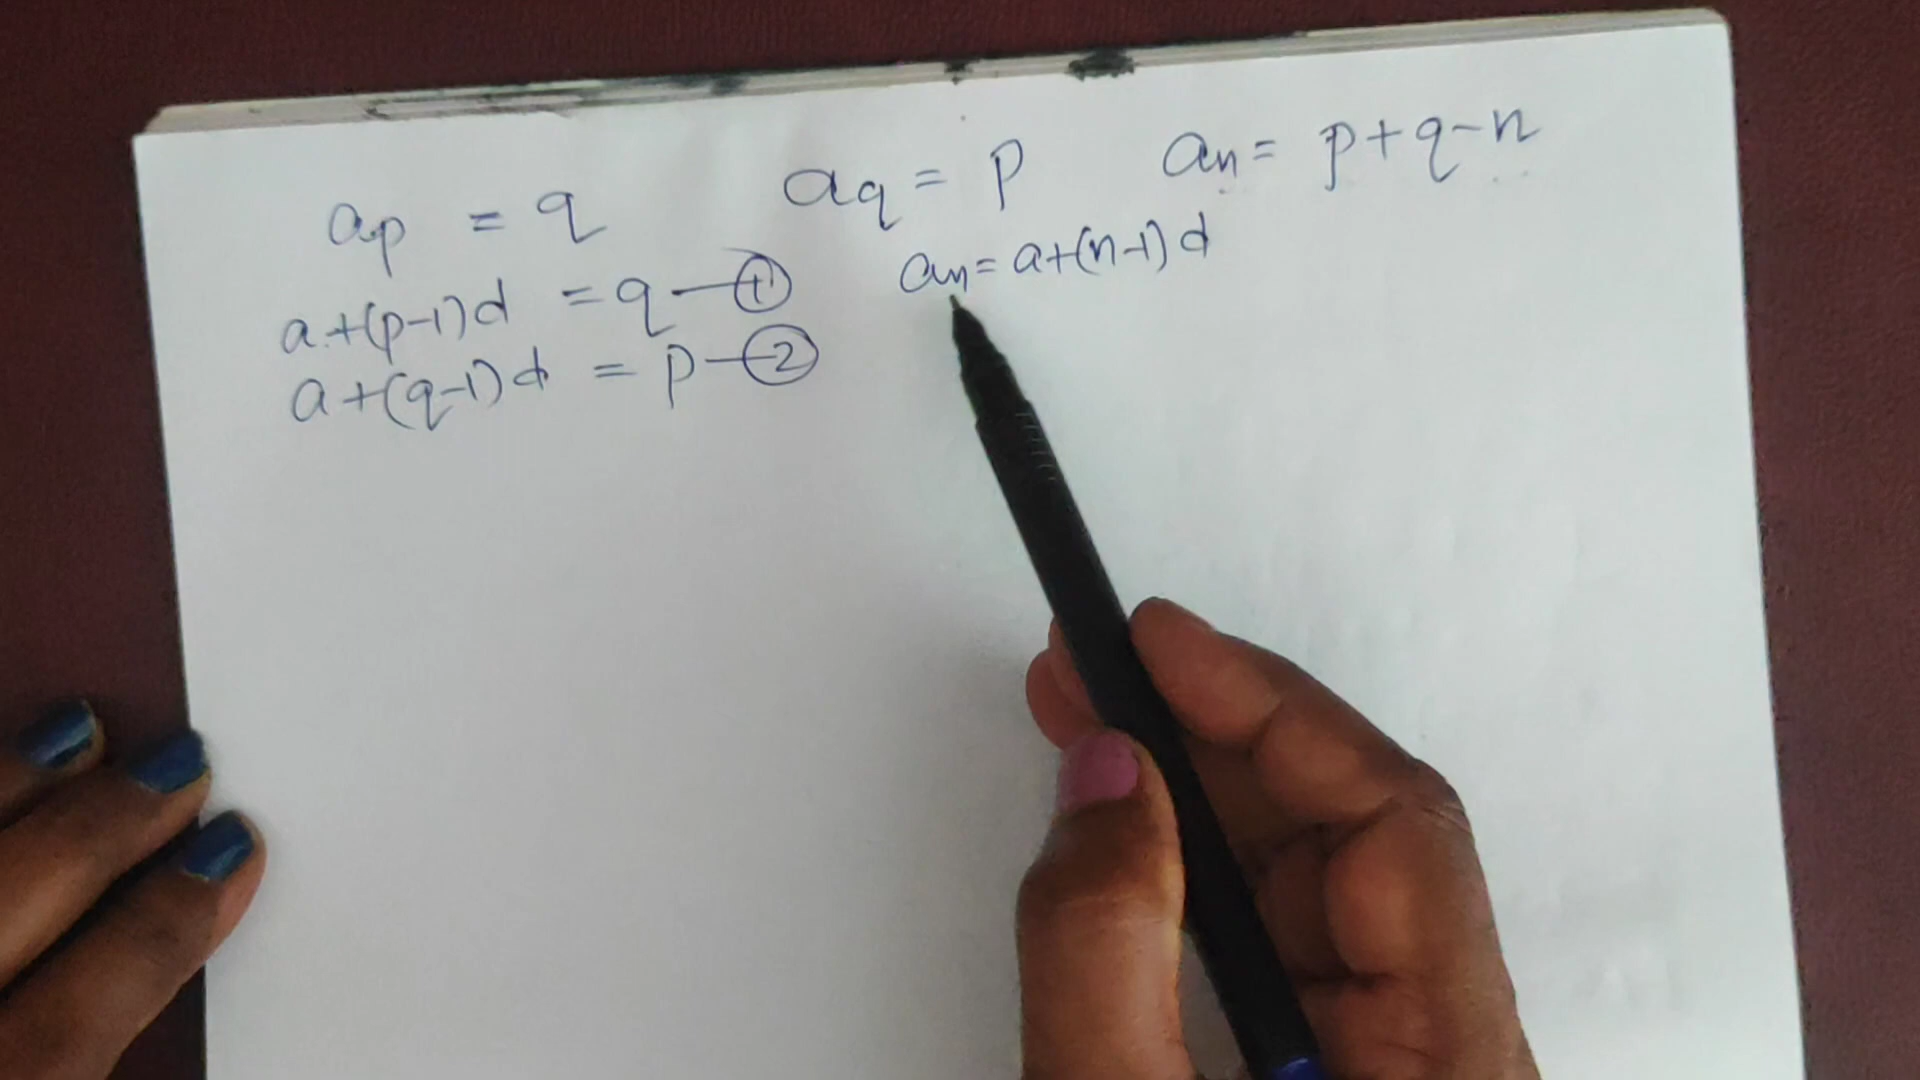 ap = q aq = p an = p+q-n
a+(p-1)d = q — ① an = a+(n-1)d
a+(q-1)d = p — ②